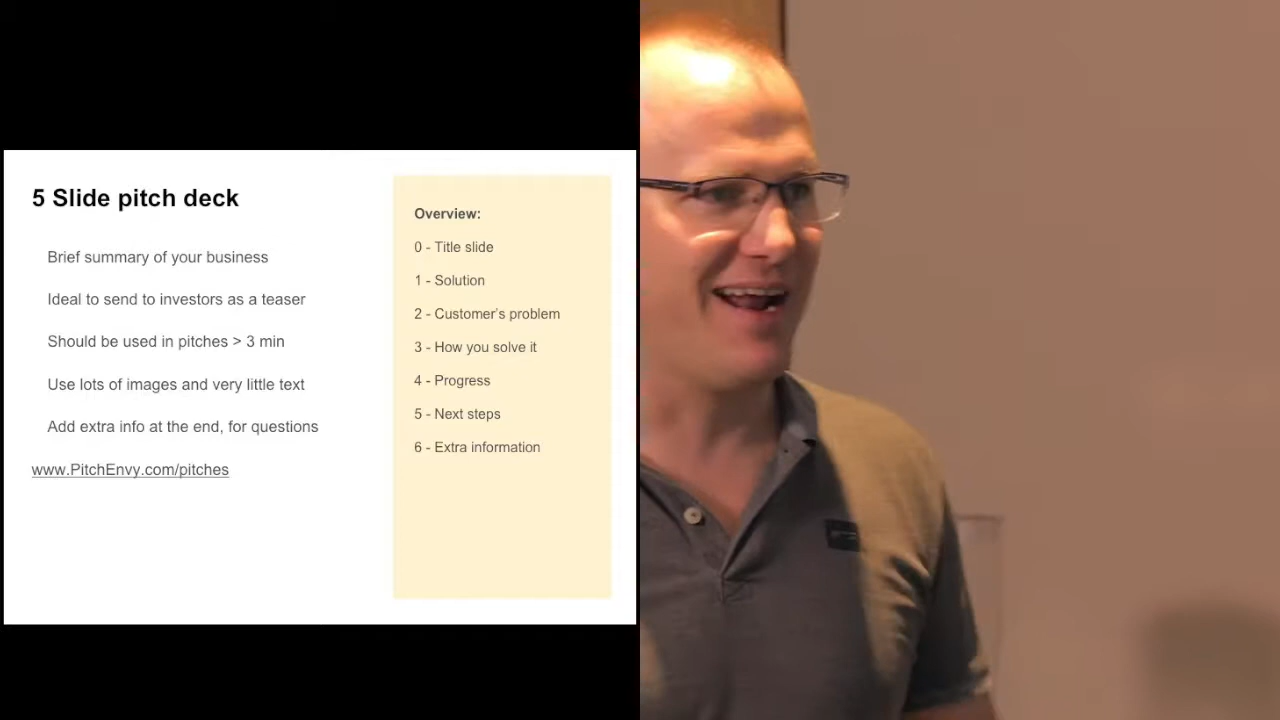 5 Slide pitch deck
Brief summary of your business
Ideal to send to investors as a teaser
Should be used in pitches > 3 min
Use lots of images and very little text
Add extra info at the end, for questions
www.PitchEnvy.com/pitches
Overview:
0 - Title slide
1 - Solution
2 - Customer's problem
3 - How you solve it
4 - Progress
5 - Next steps
6 - Extra information